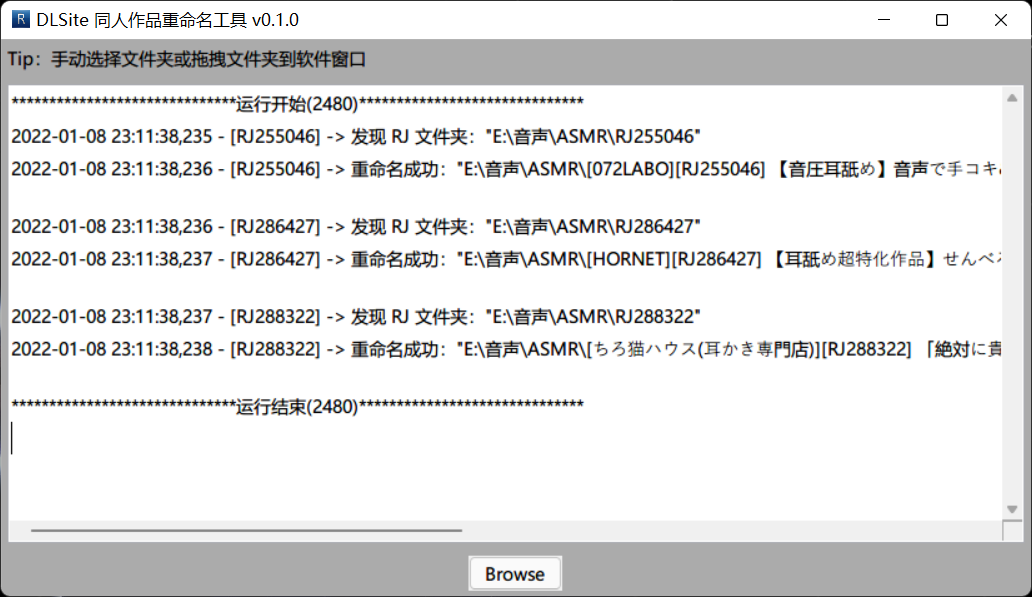 DLSite 同人作品重命名工具 v0.1.0
Tip：手动选择文件夹或拖拽文件夹到软件窗口
******************************运行开始(2480)******************************
2022-01-08 23:11:38,235 - [RJ255046] -> 发现 RJ 文件夹："E:\音声\ASMR\RJ255046"
2022-01-08 23:11:38,236 - [RJ255046] -> 重命名成功："E:\音声\ASMR\[072LABO][RJ255046] 【音圧耳舐め】音声で手コキ
2022-01-08 23:11:38,236 - [RJ286427] -> 发现 RJ 文件夹："E:\音声\ASMR\RJ286427"
2022-01-08 23:11:38,237 - [RJ286427] -> 重命名成功："E:\音声\ASMR\[HORNET][RJ286427] 【耳舐め超特化作品】せんべ
2022-01-08 23:11:38,237 - [RJ288322] -> 发现 RJ 文件夹："E:\音声\ASMR\RJ288322"
2022-01-08 23:11:38,238 - [RJ288322] -> 重命名成功："E:\音声\ASMR\[ちろ猫ハウス(耳かき専門店)][RJ288322] 「絶対に貴
******************************运行结束(2480)******************************
Browse